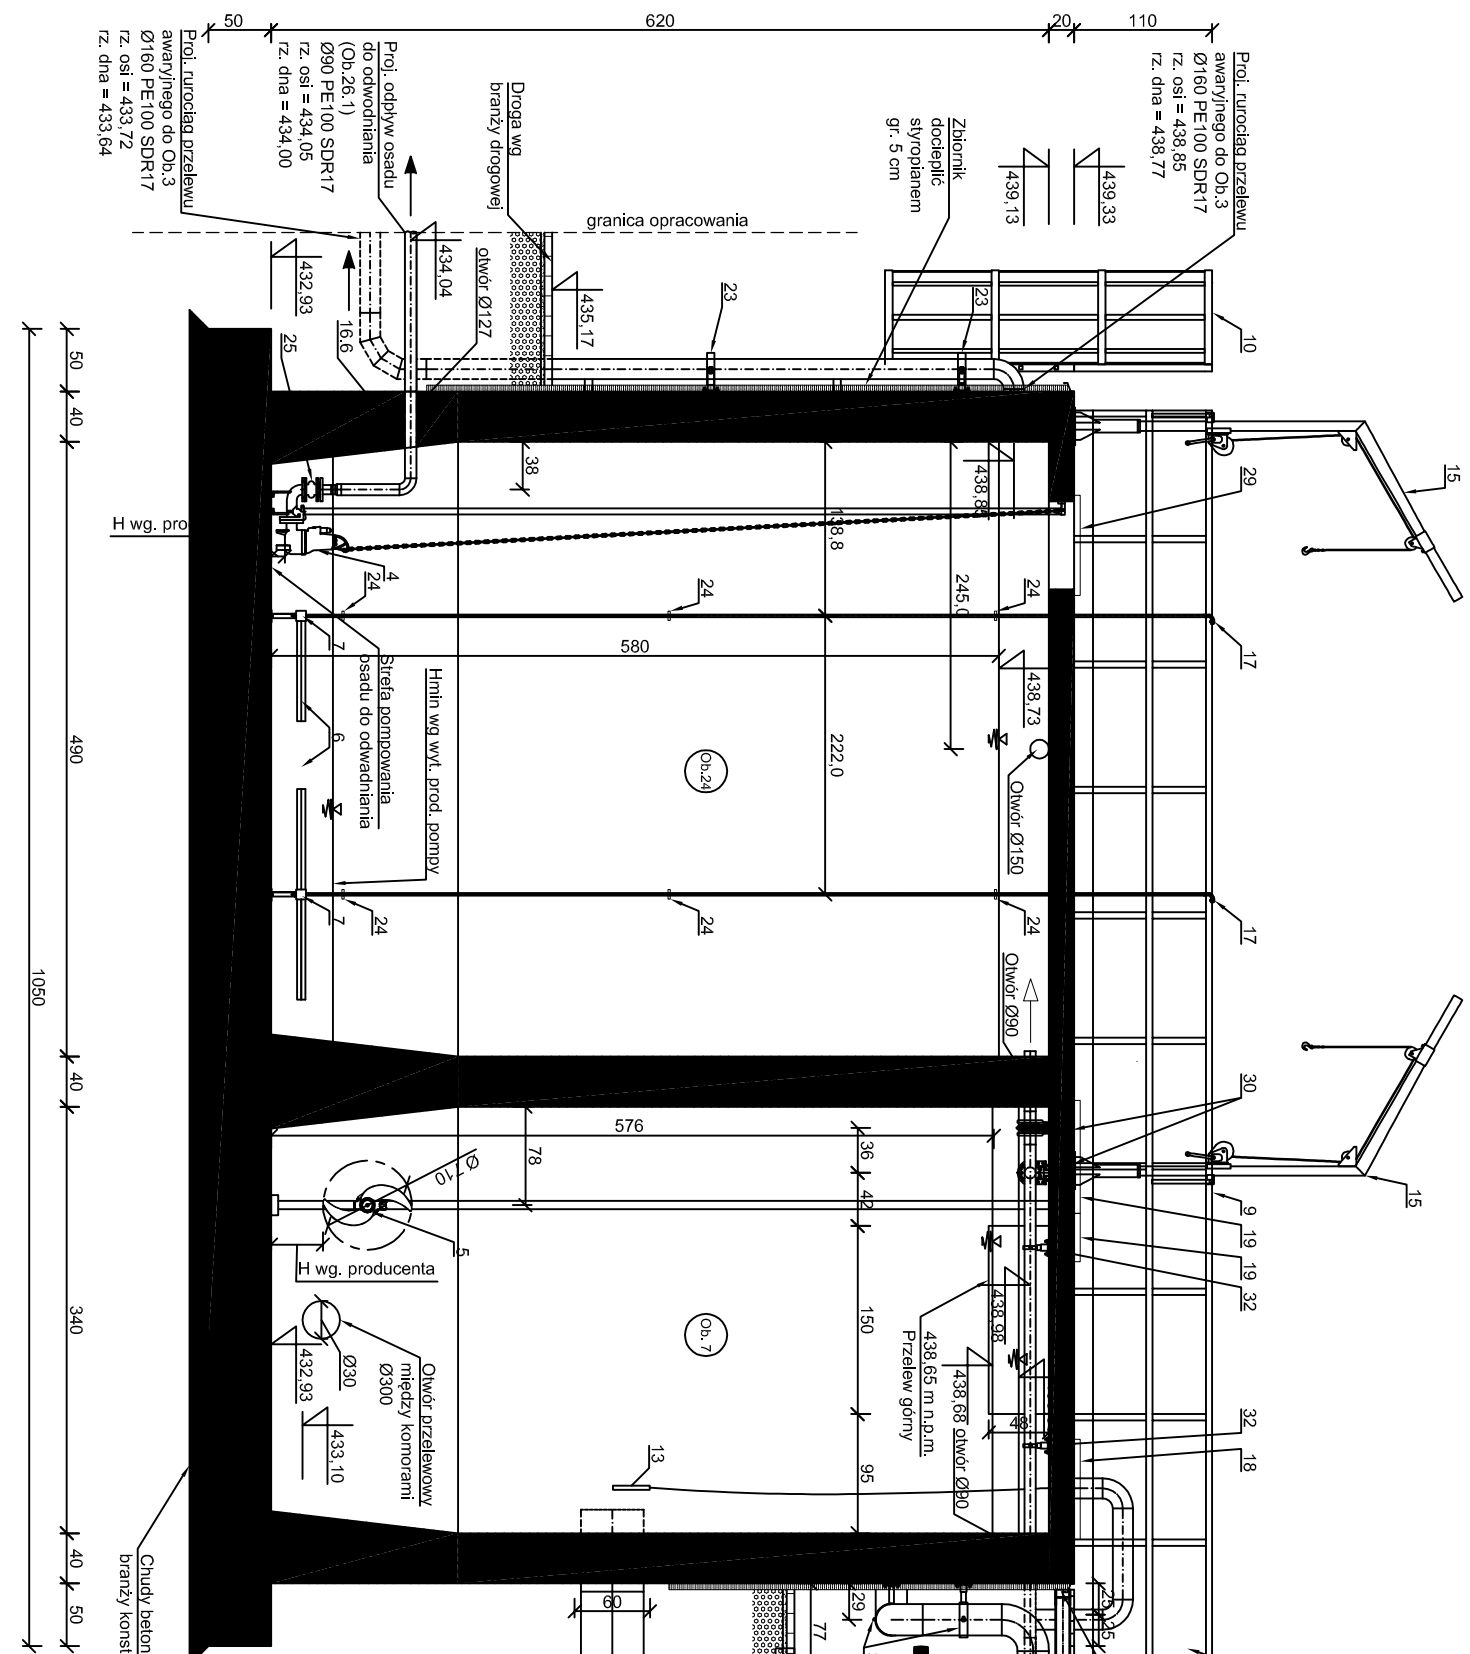 50
620
20
110
Proj. rurociąg przelewu
awaryjnego do Ob.3
Ø160 PE100 SDR17
rz. osi = 433,72
rz. dna = 433,64
Proj. odpływ osadu
do odwodniania
(Ob.26.1)
Ø90 PE100 SDR17
rz. osi = 434,05
rz. dna = 434,00
Droga wg
branży drogowej
Zbiornik
docieplić
styropianem
gr. 5 cm
Proj. rurociąg przelewu
awaryjnego do Ob.3
Ø160 PE100 SDR17
rz. osi = 438,85
rz. dna = 438,77
439,13
439,33
granica opracowania
432,93
434,04
otwór Ø127
435,17
23
23
10
25
16.6
50
40
490
40
340
40
50
1050
38
138,8
245,0
29
15
H wg. pro
4
24
24
24
7
17
580
438,73
Strefa pompowania
osadu do odwadniania
Hmin wg wyt. prod. pompy
6
Ob.24
222,0
Otwór Ø150
7
24
24
24
17
Otwór Ø90
30
576
78
36
42
150
95
Ø 710
5
H wg. producenta
15
9
19
19
32
32
18
Ø30
432,93
433,10
Otwór przelewowy
między komorami
Ø300
Ob. 7
438,98
438,65 m n.p.m.
Przelew górny
438,68 otwór Ø90
48
13
60
77
29
25
25
Chudy beton
branży konst